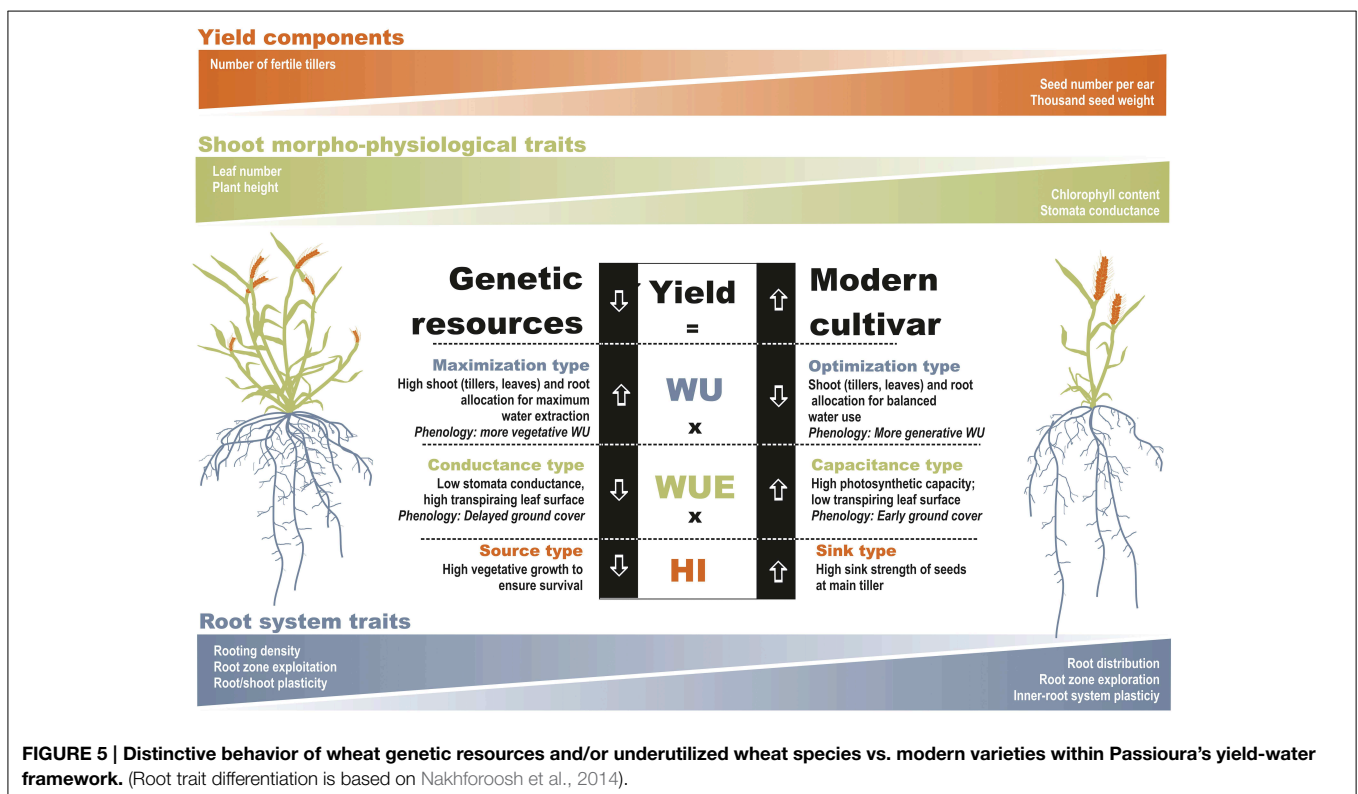 Yield components
Number of fertile tillers
Seed number per ear
Thousand seed weight
Shoot morpho-physiological traits
Leaf number
Plant height
Chlorophyll content
Stomata conductance
Genetic
resources
Yield
=
Modern
cultivar
Maximization type
High shoot (tillers, leaves) and root
allocation for maximum
water extraction
Phenology: more vegetative WU
WU
x
Optimization type
Shoot (tillers, leaves) and root
allocation for balanced
water use
Phenology: More generative WU
Conductance type
Low stomata conductance,
high transpiraing leaf surface
Phenology: Delayed ground cover
WUE
x
Capacitance type
High photosynthetic capacity;
low transpiring leaf surface
Phenology: Early ground cover
Source type
High vegetative growth to
ensure survival
HI
Sink type
High sink strength of seeds
at main tiller
Root system traits
Rooting density
Root zone exploitation
Root/shoot plasticity
Root distribution
Root zone exploration
Inner-root system plasticiy
FIGURE 5 | Distinctive behavior of wheat genetic resources and/or underutilized wheat species vs. modern varieties within Passioura's yield-water
framework. (Root trait differentiation is based on Nakhforoosh et al., 2014).